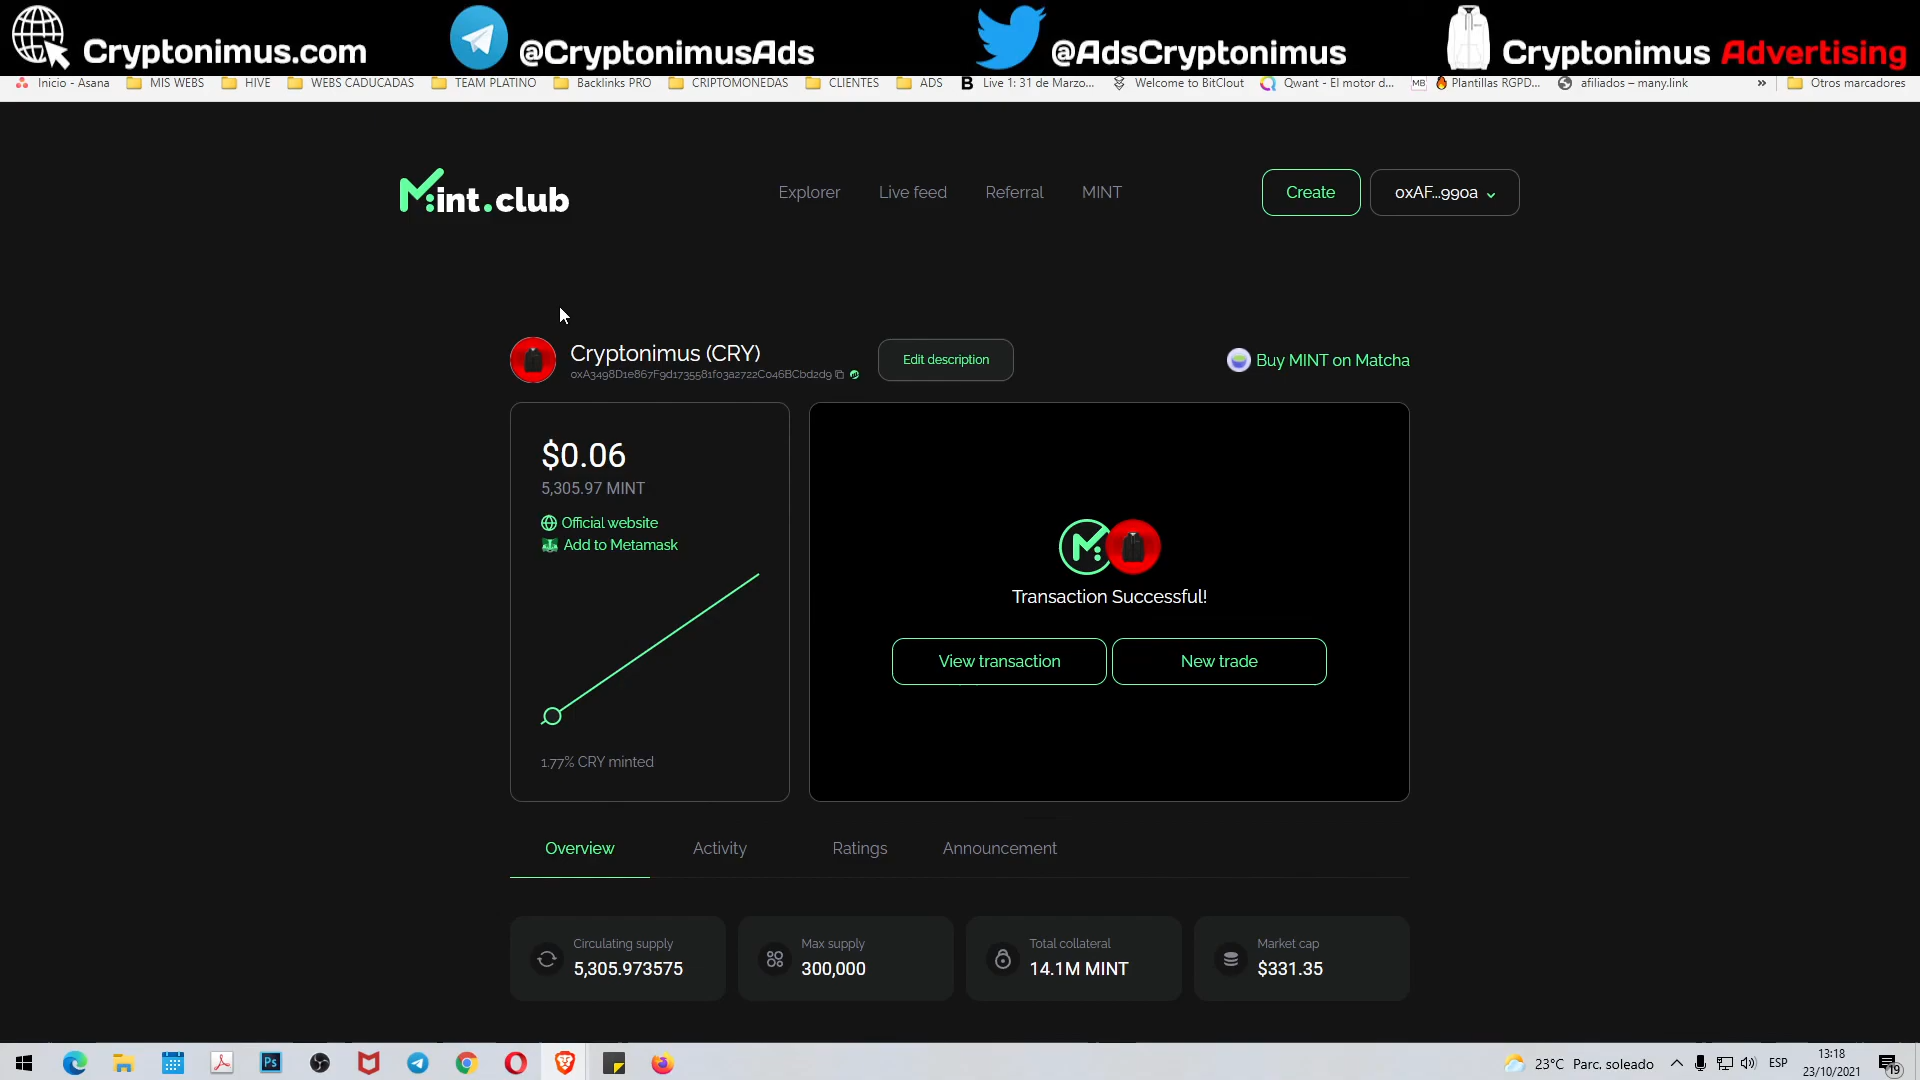 Cryptonimus.com
@CryptonimusAds
@AdsCryptonimus
Cryptonimus Advertising
Inicio - Asana
MIS WEBS
HIVE
WEBS CADUCADAS
TEAM PLATINO
Backlinks PRO
CRIPTOMONEDAS
CLIENTES
ADS
B
Live 1: 31 de Marzo...
Welcome to BitClout
Qwant - El motor d...
MB
Plantillas RGPD...
afiliados – many.link
»
Otros marcadores
Mint.club
Explorer
Live feed
Referral
MINT
Create
0xAF...990a
Cryptonimus (CRY)
0xA3498D1e867F9d1735581f03a2722C046BCbd2d9
Edit description
Buy MINT on Matcha
$0.06
5,305.97 MINT
Official website
Add to Metamask
1.77% CRY minted
Transaction Successful!
View transaction
New trade
Overview
Activity
Ratings
Announcement
Circulating supply
5,305.973575
Max supply
300,000
Total collateral
14.1M MINT
Market cap
$331.35
Ps
23°C Parc. soleado
ESP
13:18
23/10/2021
19